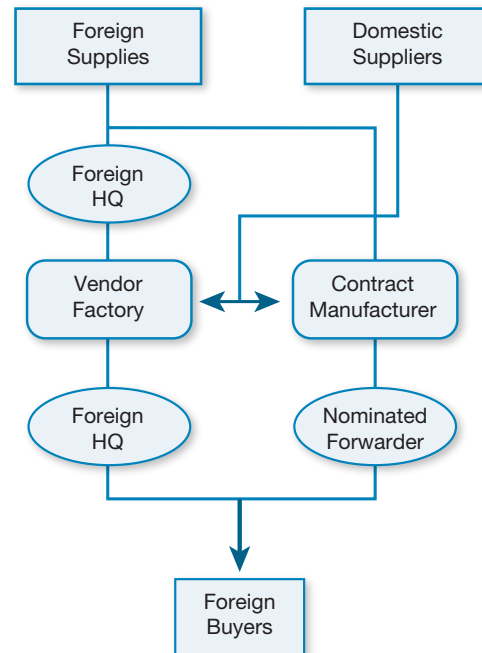 Foreign
Supplies
Domestic
Suppliers
Foreign
HQ
Vendor
Factory
Contract
Manufacturer
Foreign
HQ
Nominated
Forwarder
Foreign
Buyers